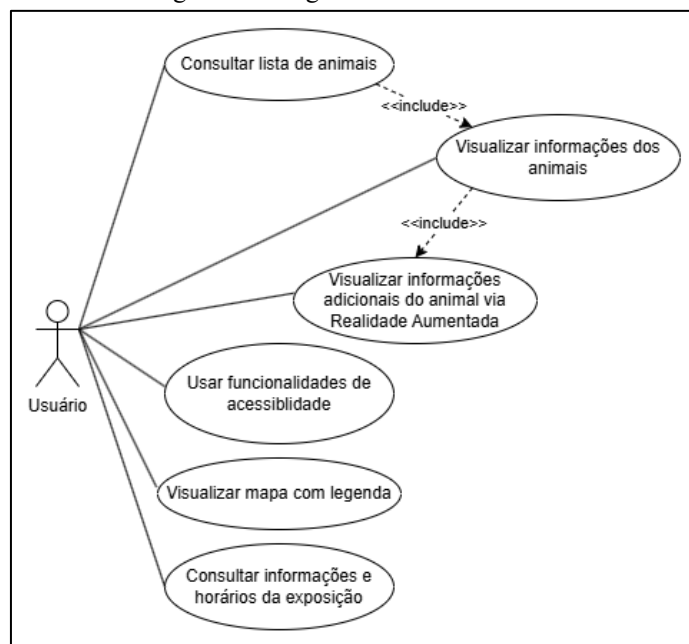 Consultar lista de animais
<<include>>
Visualizar informações dos
animais
<<include>>
Visualizar informações
adicionais do animal via
Realidade Aumentada
Usuário
Usar funcionalidades de
acessiblidade
Visualizar mapa com legenda
Consultar informações e
horários da exposição